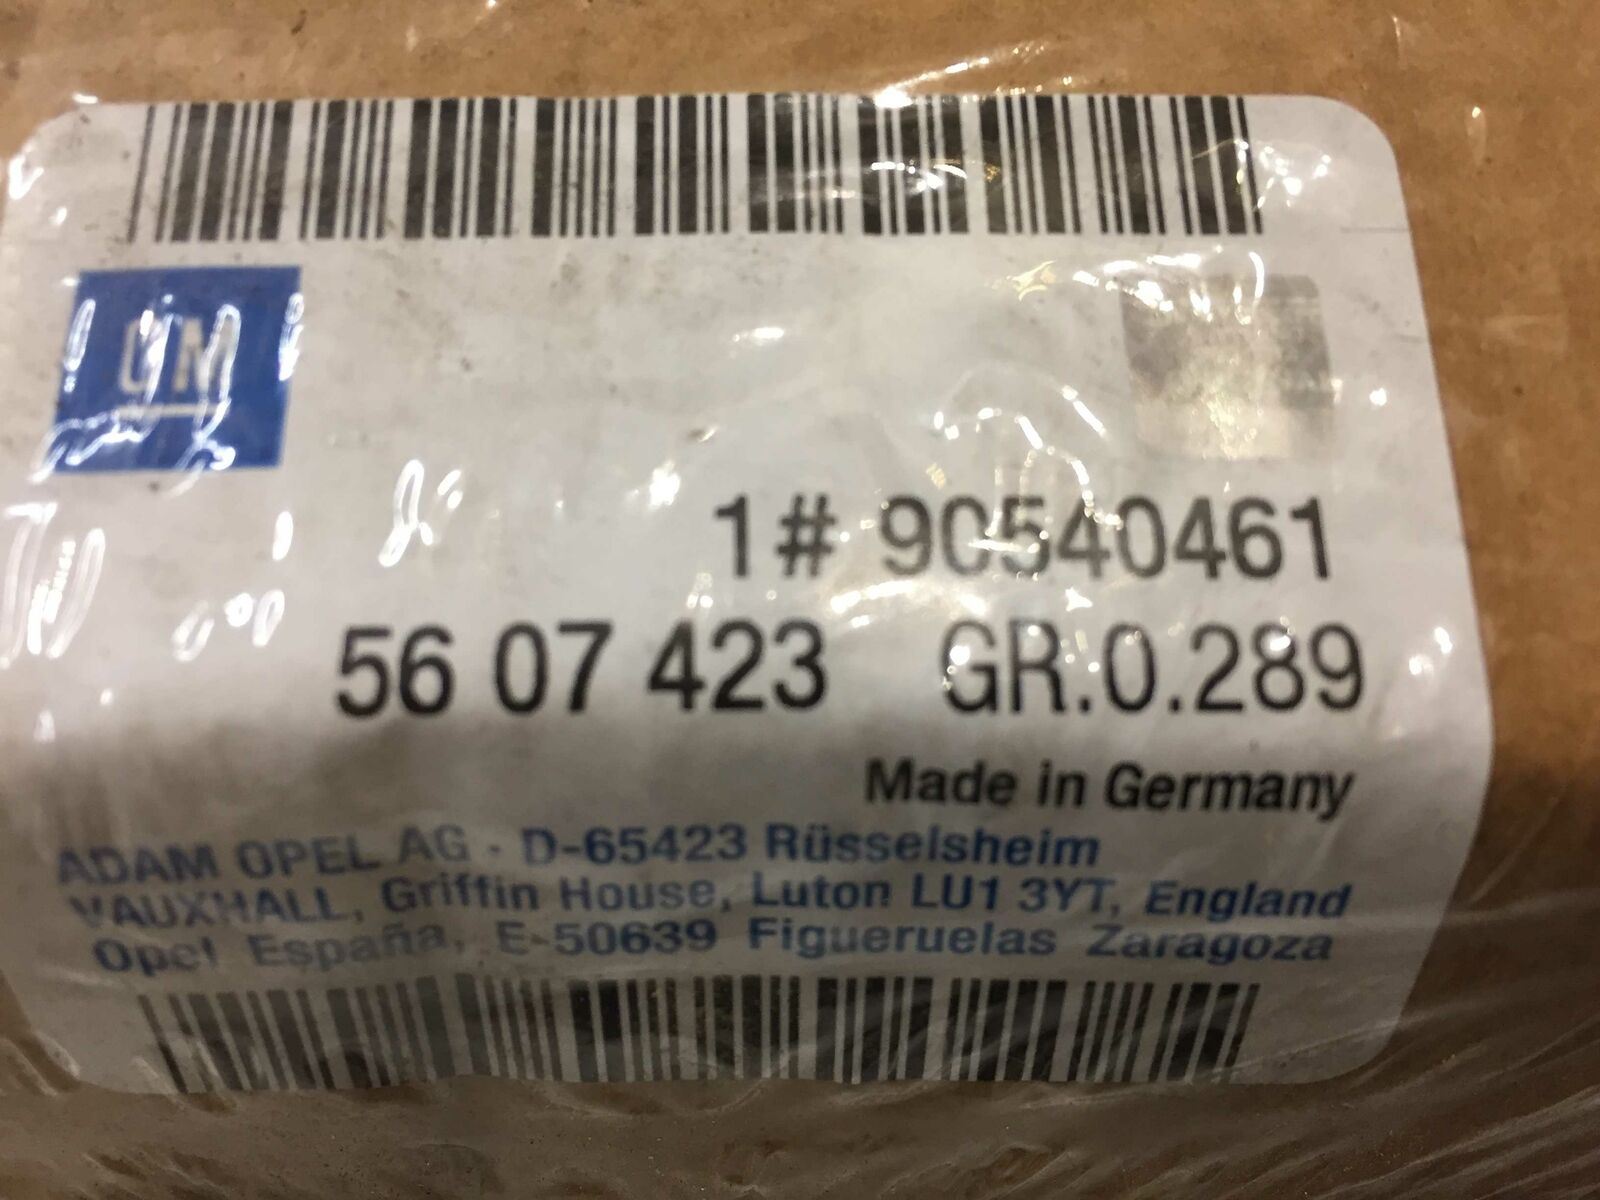 GM
1# 90540461
56 07 423 GR.0.289
Made in Germany
ADAM OPEL AG - D-65423 Rüsselsheim
VAUXHALL, Griffin House, Luton LU1 3YT, England
Opel España, E-50639 Figueruelas Zaragoza